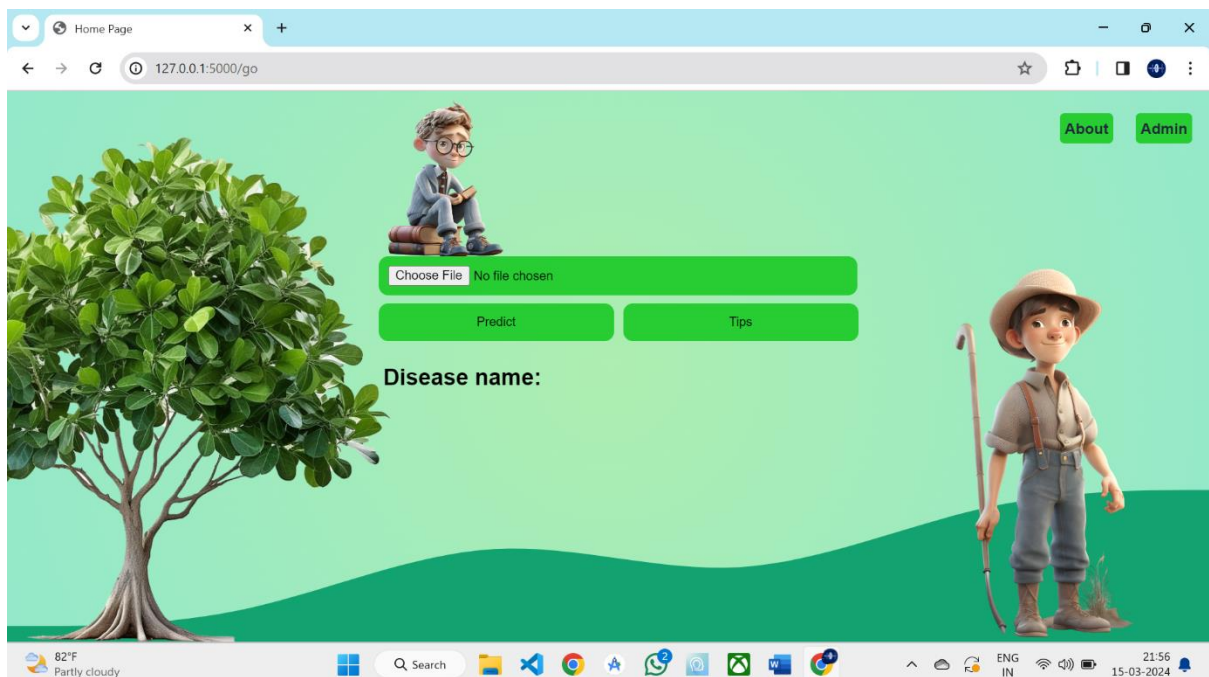 Home Page
127.0.0.1:5000/go
About Admin
Choose File No file chosen
Predict Tips
Disease name:
82°F
Partly cloudy
Search
2
ENG
IN
21:56
15-03-2024